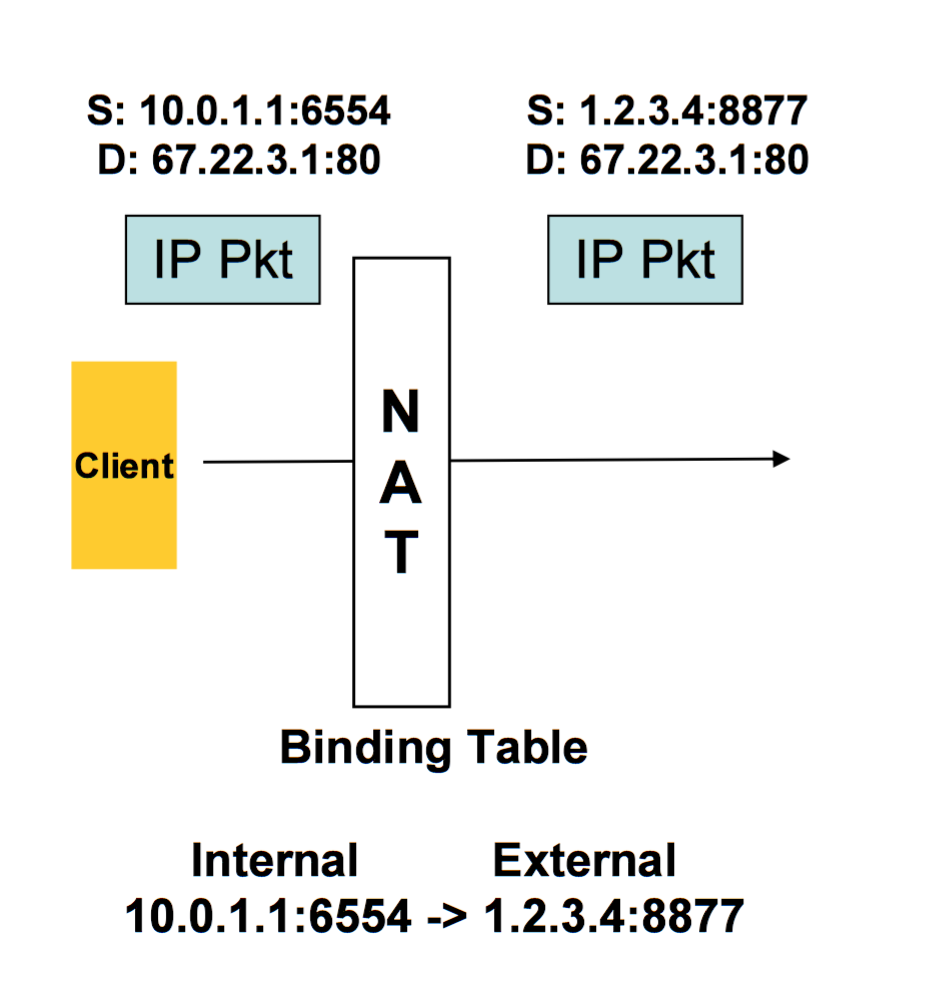 S: 10.0.1.1:6554
D: 67.22.3.1:80
S: 1.2.3.4:8877
D: 67.22.3.1:80
IP Pkt
IP Pkt
Client
N
A
T
Binding Table
Internal External
10.0.1.1:6554 -> 1.2.3.4:8877